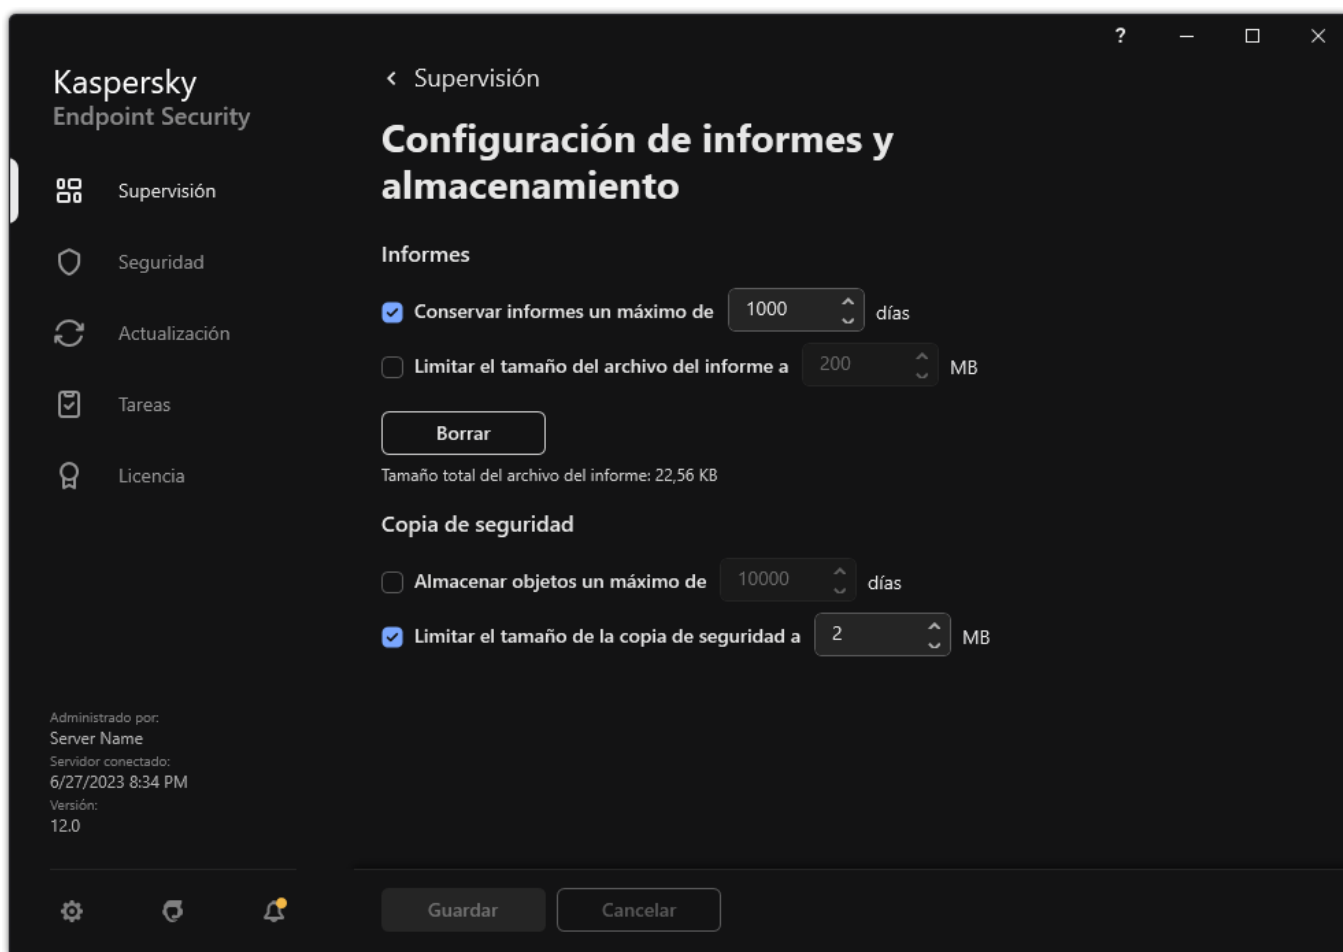 ?
Kaspersky
Endpoint Security
Supervisión
Seguridad
Actualización
Tareas
Licencia
Administrado por:
Server Name
Servidor conectado:
6/27/2023 8:34 PM
Versión:
12.0
Supervisión
Configuración de informes y
almacenamiento
Informes
Conservar informes un máximo de 1000 días
Limitar el tamaño del archivo del informe a 200 MB
Borrar
Tamaño total del archivo del informe: 22,56 KB
Copia de seguridad
Almacenar objetos un máximo de 10000 días
Limitar el tamaño de la copia de seguridad a 2 MB
Guardar Cancelar